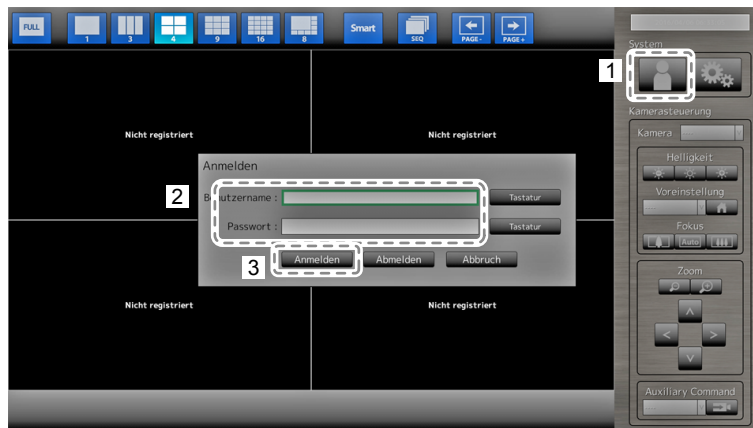 FULL
1
3
4
9
16
8
Smart
SEQ
PAGE -
PAGE +
System
1
Kamerasteuerung
Kamera
Helligkeit
Voreinstellung
Fokus
Auto
Zoom
Auxiliary Command
Nicht registriert
Nicht registriert
Anmelden
2
Benutzername :
Tastatur
Passwort :
Tastatur
3
Anmelden
Abmelden
Abbruch
Nicht registriert
Nicht registriert